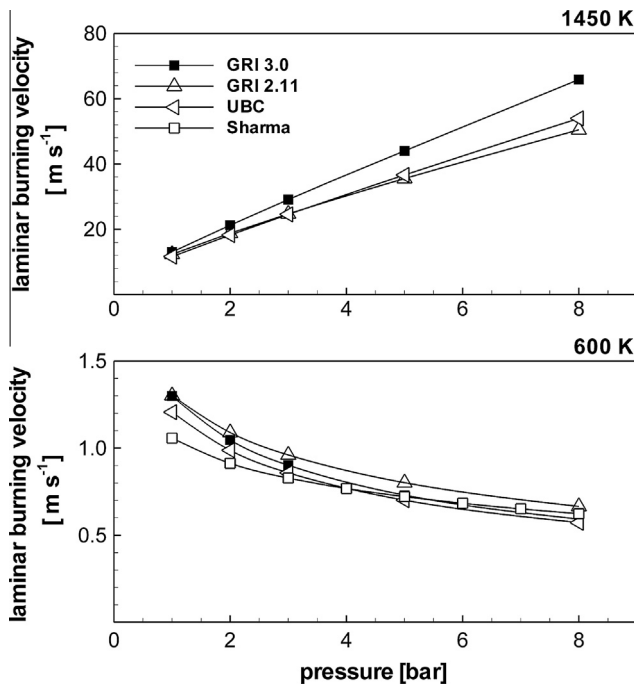 1450 K
80
60
40
20
laminar burning velocity
[ m s-1]
GRI 3.0
GRI 2.11
UBC
Sharma
0 2 4 6 8
600 K
1.5
1.0
0.5
laminar burning velocity
[ m s-1]
0 2 4 6 8
pressure [bar]